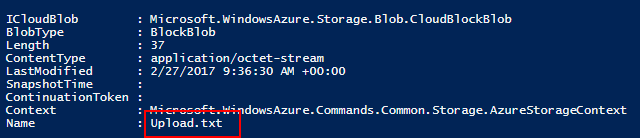 ICloudBlob : Microsoft.WindowsAzure.Storage.Blob.CloudBlockBlob
BlobType : BlockBlob
Length : 37
ContentType : application/octet-stream
LastModified : 2/27/2017 9:36:30 AM +00:00
SnapshotTime :
ContinuationToken :
Context : Microsoft.WindowsAzure.Commands.Common.Storage.AzureStorageContext
Name : Upload.txt